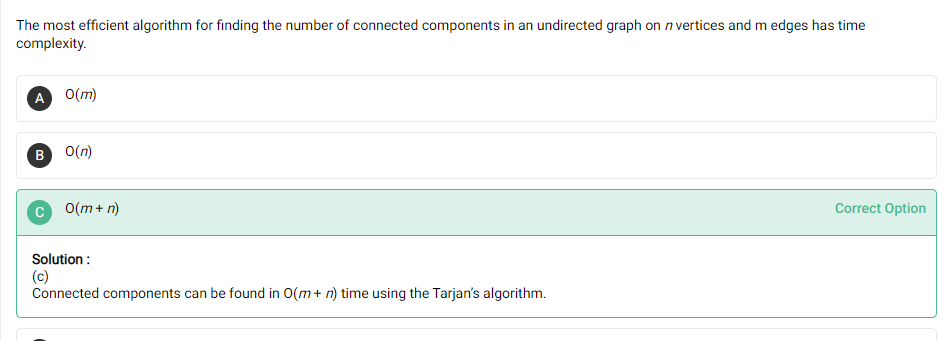 The most efficient algorithm for finding the number of connected components in an undirected graph on n vertices and m edges has time
complexity.
A O(m)
B O(n)
C O(m + n) Correct Option
Solution :
(c)
Connected components can be found in O(m + n) time using the Tarjan's algorithm.